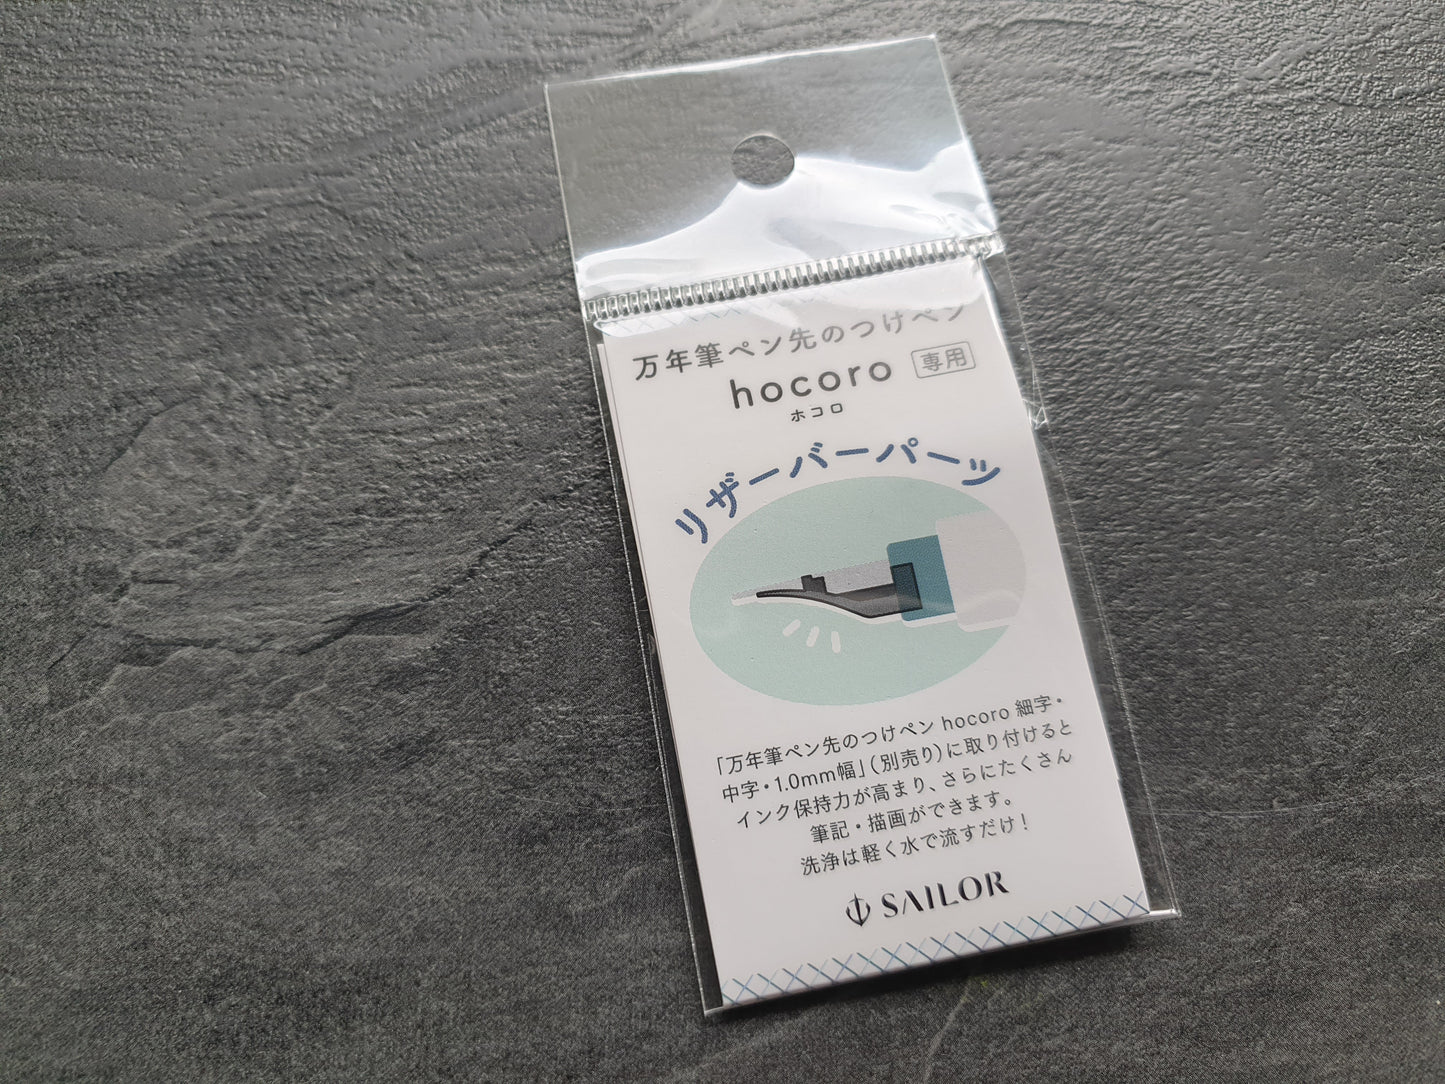 万年筆ペン先のつけペン
hocoro 専用
ホコロ
リザーバーパーツ
「万年筆ペン先のつけペン hocoro 細字・
中字・1.0mm幅」(別売り)に取り付けると
インク保持力が高まり、さらにたくさん
筆記・描画ができます。
洗浄は軽く水で流すだけ！
SAILOR